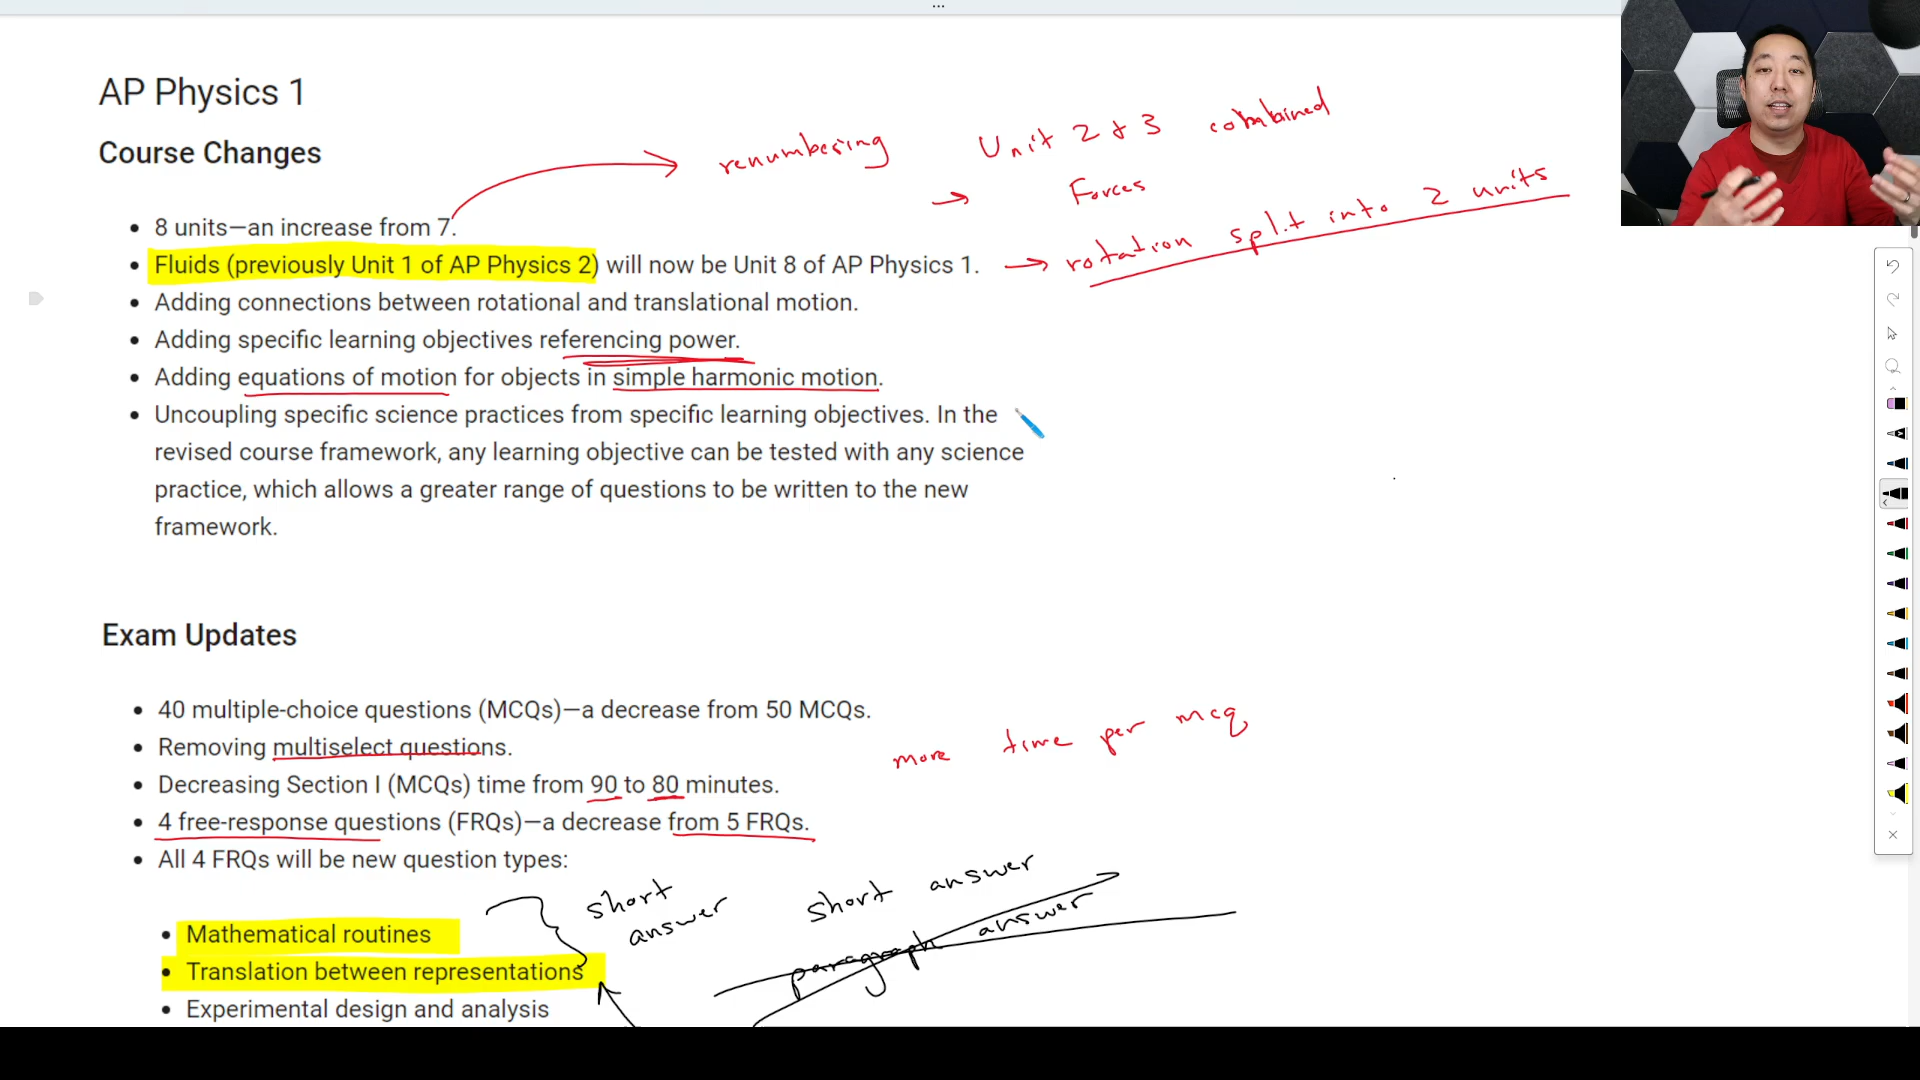 ...
AP Physics 1
Course Changes
renumbering
Unit 2 & 3 combined
Forces
8 units—an increase from 7.
rotation split into 2 units
Fluids (previously Unit 1 of AP Physics 2) will now be Unit 8 of AP Physics 1.
Adding connections between rotational and translational motion.
Adding specific learning objectives referencing power.
Adding equations of motion for objects in simple harmonic motion.
Uncoupling specific science practices from specific learning objectives. In the
revised course framework, any learning objective can be tested with any science
practice, which allows a greater range of questions to be written to the new
framework.
Exam Updates
40 multiple-choice questions (MCQs)—a decrease from 50 MCQs.
Removing multiselect questions.
more time per mcq
Decreasing Section I (MCQs) time from 90 to 80 minutes.
4 free-response questions (FRQs)—a decrease from 5 FRQs.
All 4 FRQs will be new question types:
short
answer
short answer
paragraph answer
Mathematical routines
Translation between representations
Experimental design and analysis